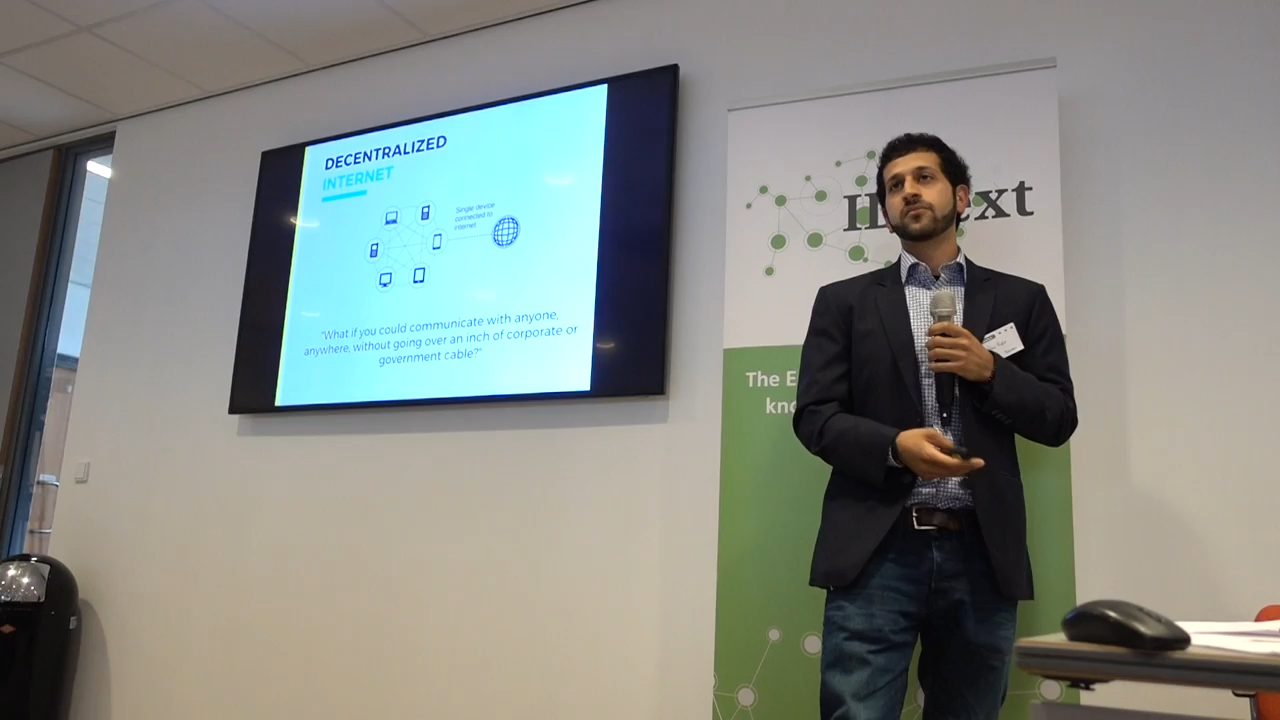 DECENTRALIZED
INTERNET
Single device
connected to
internet
"What if you could communicate with anyone,
anywhere, without going over an inch of corporate or
government cable?"
The E
kno
ext